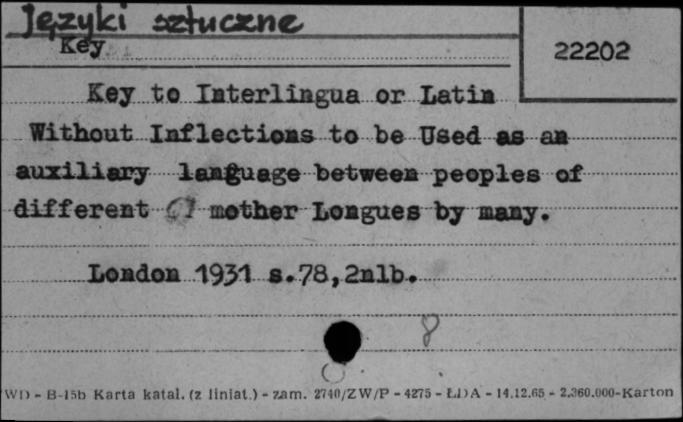 Języki sztuczne
Key
22202
Key to Interlingua or Latin
Without Inflections to be Used as an
auxiliary language between peoples of
different mother Longues by many.
London 1931 s.78,2nlb.
8
WD - B-15b Karta katal. (z liniat.) - zam. 2740/ZW/P - 4275 - ŁDA - 14.12.65 - 2.360.000-Karton